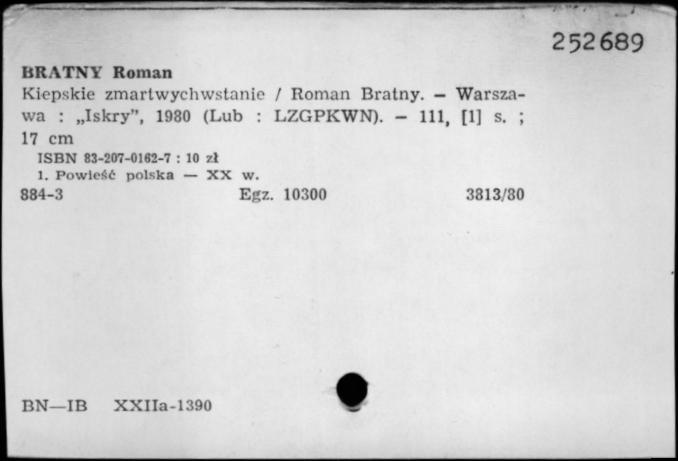 252689
BRATNY Roman
Kiepskie zmartwychwstanie / Roman Bratny. — Warsza-
wa : „Iskry”, 1980 (Lub : LZGPKWN). — 111, [1] s. ;
17 cm
ISBN 83-207-0162-7 : 10 zł
1. Powieść polska — XX w.
884-3 Egz. 10300 3813/80
BN—IB XXIIa-1390